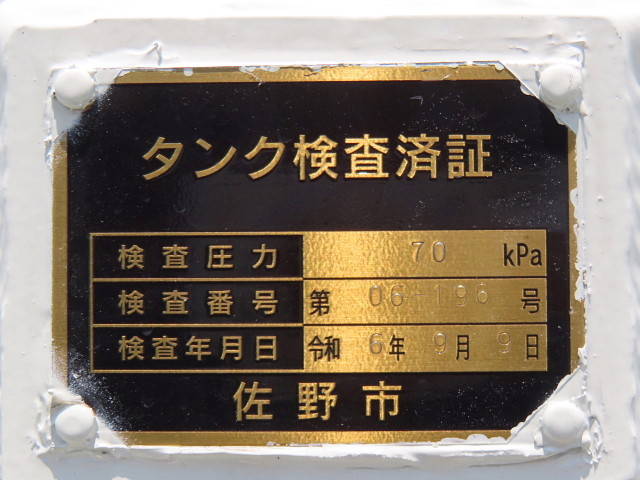 タンク検査済証
検査圧力 70 kPa
検査番号 第 06-196 号
検査年月日 令和 6年 9月 9日
佐野市